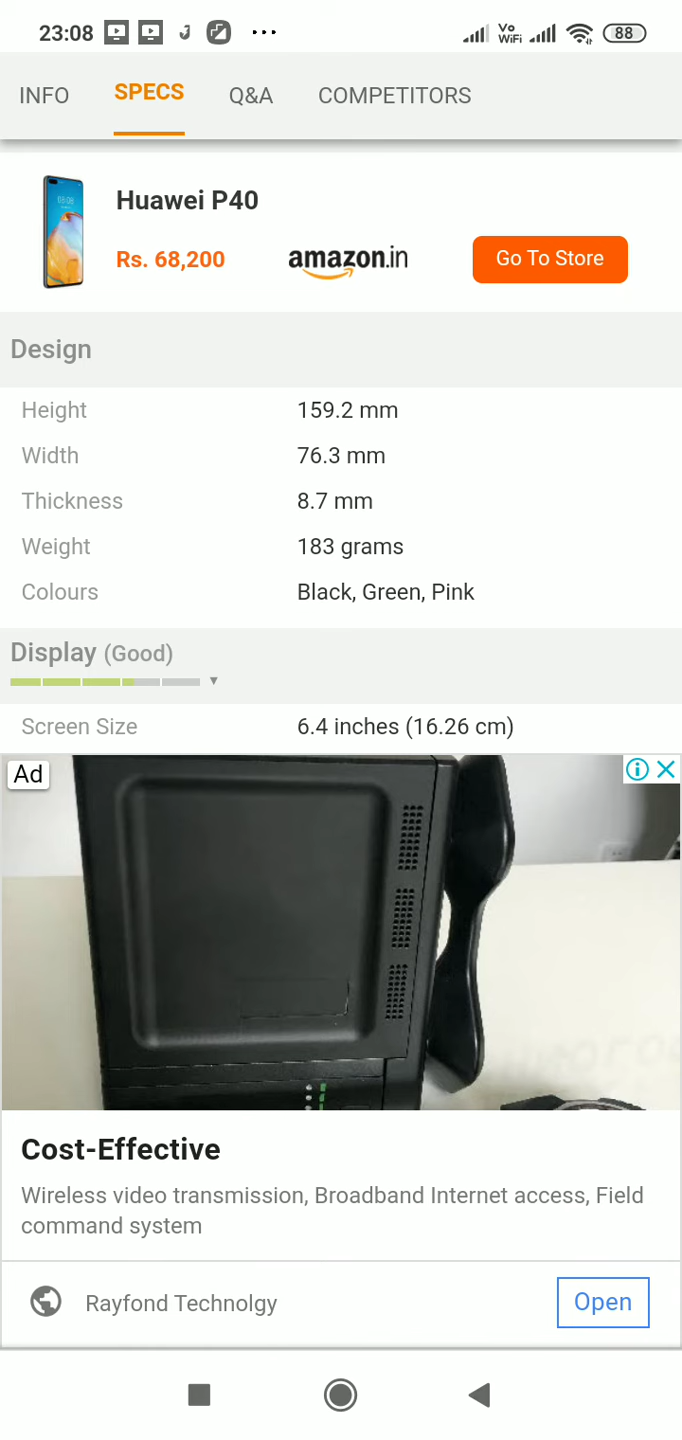 23:08 Vo WiFi 88
INFO SPECS Q&A COMPETITORS
Huawei P40
Rs. 68,200 amazon.in Go To Store
Design
Height 159.2 mm
Width 76.3 mm
Thickness 8.7 mm
Weight 183 grams
Colours Black, Green, Pink
Display (Good)
Screen Size 6.4 inches (16.26 cm)
Ad
Cost-Effective
Wireless video transmission, Broadband Internet access, Field
command system
Rayfond Technolgy Open